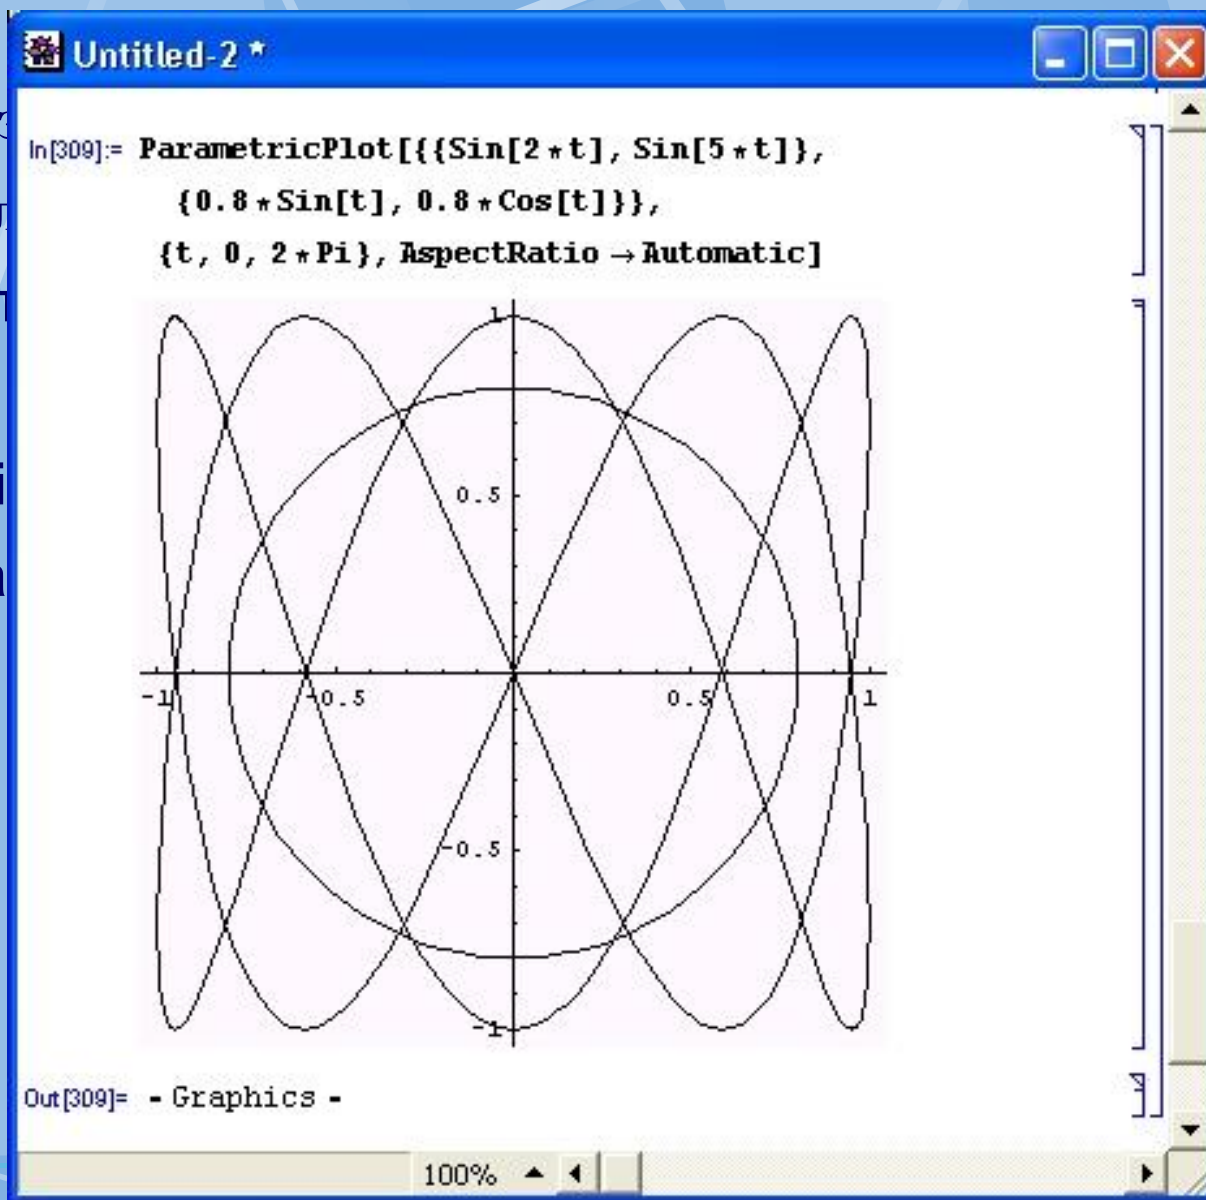 Untitled-2 *
In[309]:= ParametricPlot[{{Sin[2*t], Sin[5*t]},
{0.8*Sin[t], 0.8*Cos[t]}},
{t, 0, 2*Pi}, AspectRatio → Automatic]
1
0.5
-1
-0.5
0.5
1
-0.5
-1
Out[309]= - Graphics -
100%